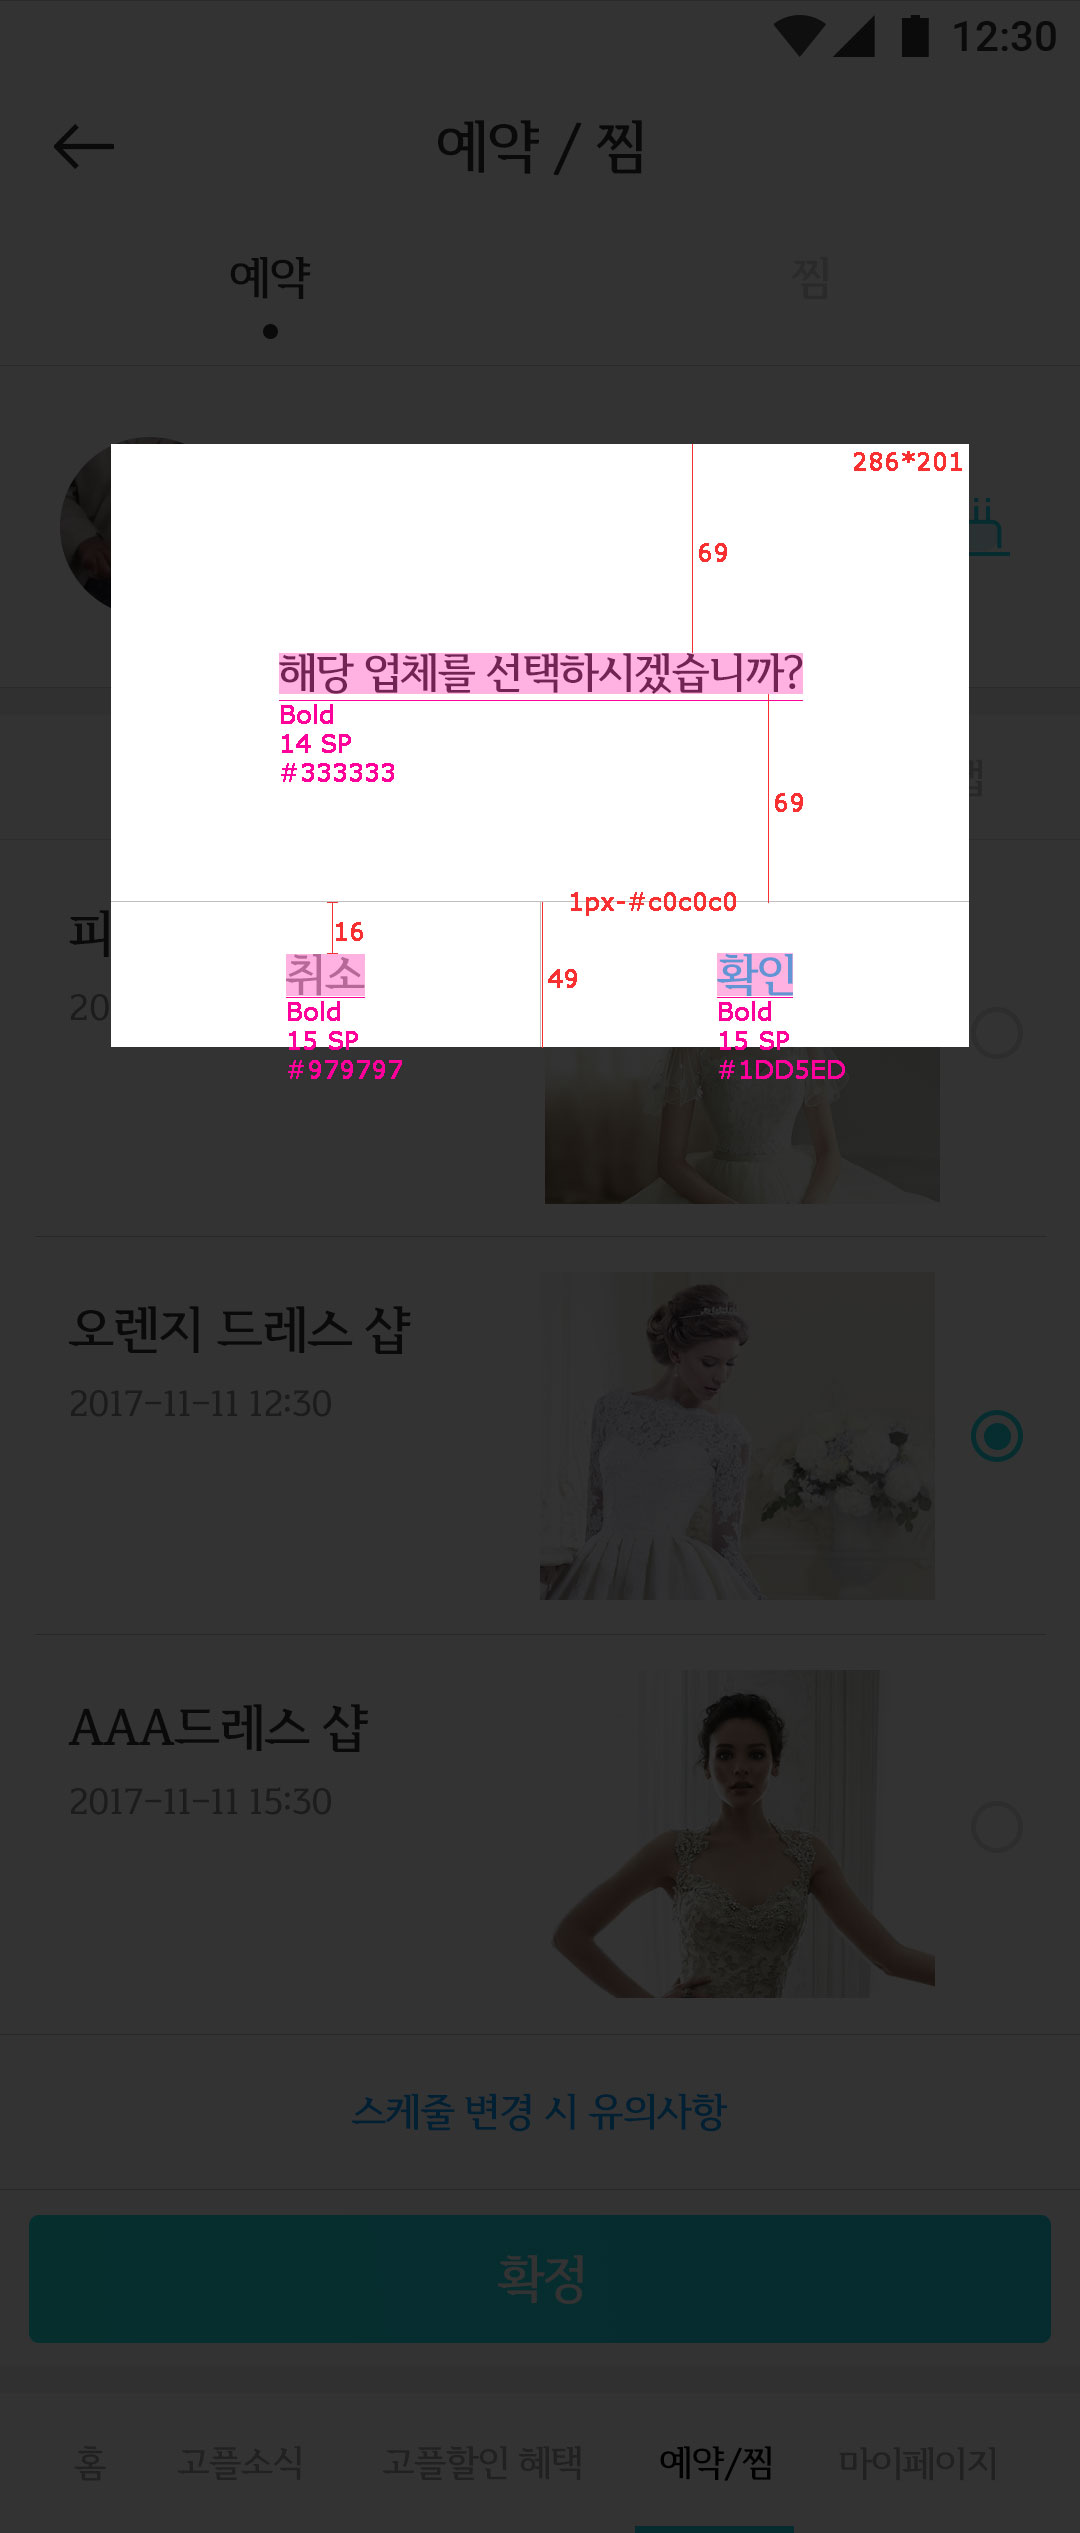 12:30
예약 / 찜
예약
찜
286*201
69
해당 업체를 선택하시겠습니까?
Bold
14 SP
#333333
69
1px-#c0c0c0
피
16
취소
49
확인
20
Bold
Bold
15 SP
15 SP
#979797
#1DD5ED
오렌지 드레스 샵
2017-11-11 12:30
AAA드레스 샵
2017-11-11 15:30
스케줄 변경 시 유의사항
확정
홈
고플소식
고플할인 혜택
예약/찜
마이페이지